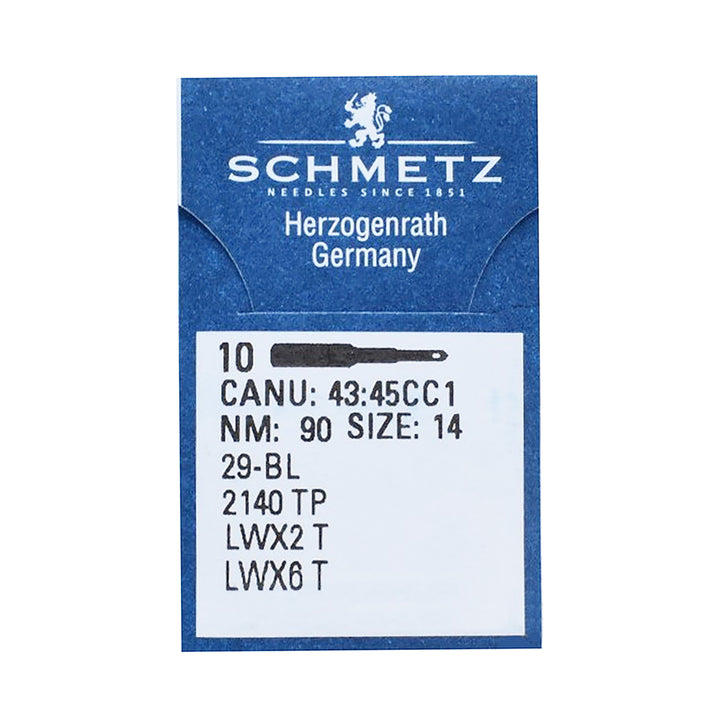 SCHMETZ
NEEDLES SINCE 1851
Herzogenrath
Germany
10
CANU: 43:45CC1
NM: 90 SIZE: 14
29-BL
2140 TP
LWX2 T
LWX6 T